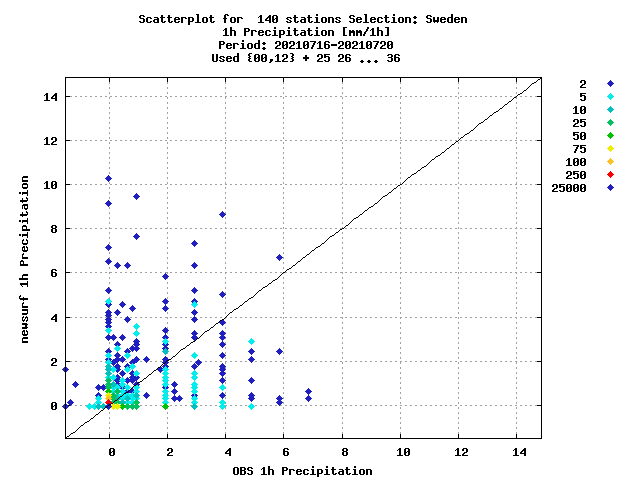 Scatterplot for  140 stations Selection: Sweden
1h Precipitation [mm/1h]
Period: 20210716-20210720
Used {00,12} + 25 26 ... 36
2
5
10
25
50
75
100
250
25000
newsurf 1h Precipitation
14
12
10
8
6
4
2
0
0 2 4 6 8 10 12 14
OBS 1h Precipitation